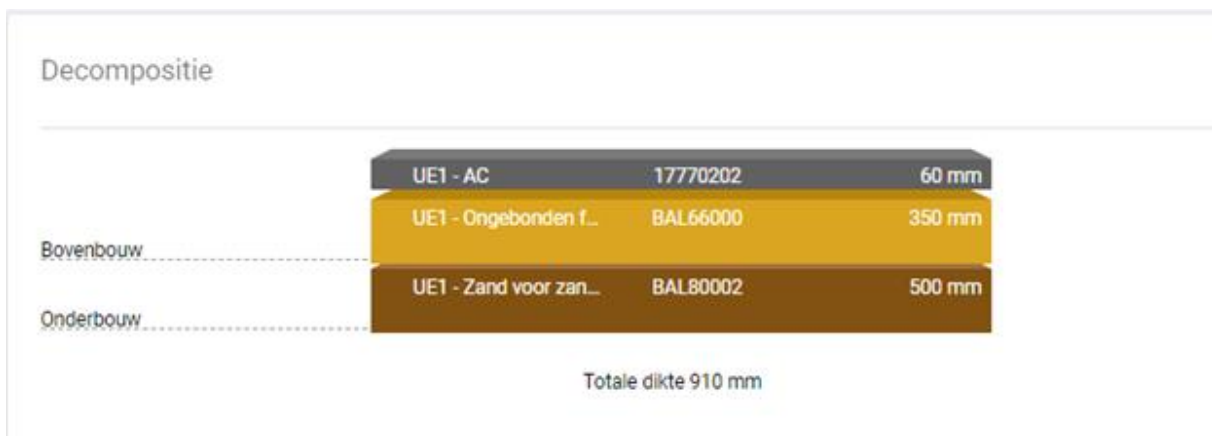 Decompositie
UE1 - AC 17770202 60 mm
UE1 - Ongebonden f... BAL66000 350 mm
Bovenbouw
UE1 - Zand voor zan... BAL80002 500 mm
Onderbouw
Totale dikte 910 mm